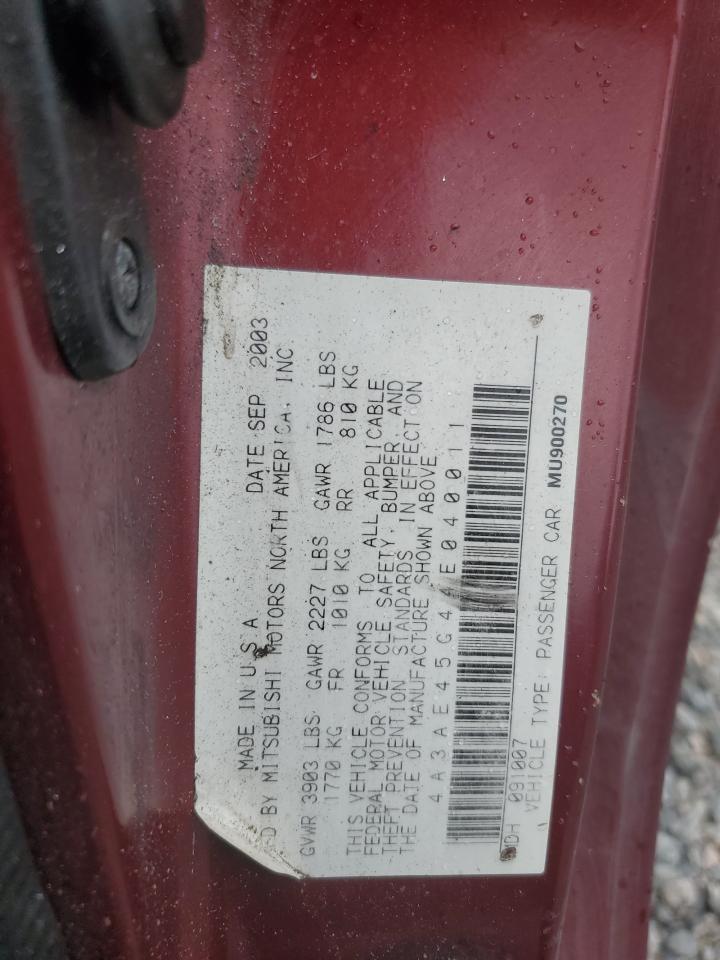 MADE IN U S A DATE SEP 2003
D BY MITSUBISHI MOTORS NORTH AMERICA, INC
GVWR 3903 LBS GAWR 2227 LBS GAWR 1786 LBS
1770 KG FR 1010 KG RR 810 KG
THIS VEHICLE CONFORMS TO ALL APPLICABLE
FEDERAL MOTOR VEHICLE SAFETY, BUMPER, AND
THEFT PREVENTION STANDARDS IN EFFECT ON
THE DATE OF MANUFACTURE SHOWN ABOVE
4A3AE45G44E040011
091007
VEHICLE TYPE: PASSENGER CAR MU900270